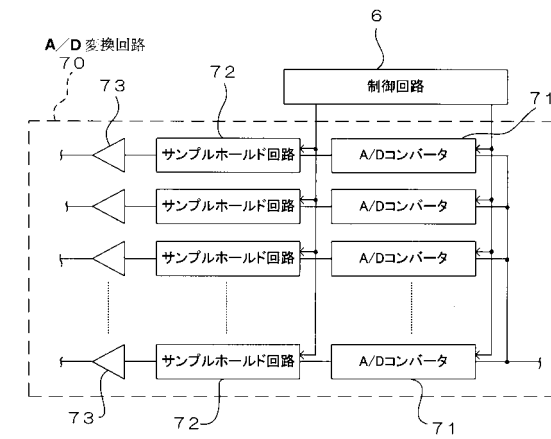 6
A/D変換回路
70
73
72
制御回路
71
サンプルホールド回路
A/Dコンバータ
サンプルホールド回路
A/Dコンバータ
サンプルホールド回路
A/Dコンバータ
サンプルホールド回路
A/Dコンバータ
73
72
71